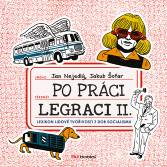 Jan Nejedlý, Jakub Šofar
PO PRÁCI
LEGRACI II.
LEXIKON LIDOVÉ TVOŘIVOSTI Z DOB SOCIALISMU